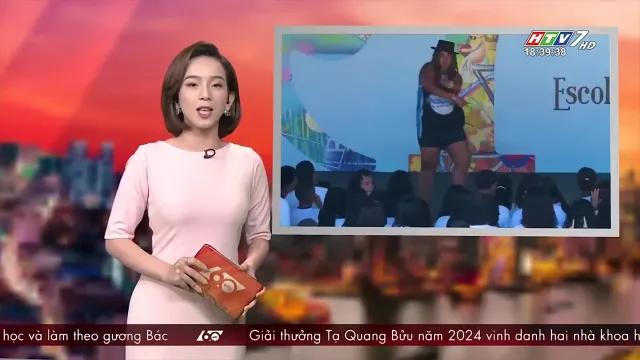 HTV7 HD
18:39:38
Escol
học và làm theo gương Bác 60 Giải thưởng Tạ Quang Bửu năm 2024 vinh danh hai nhà khoa h